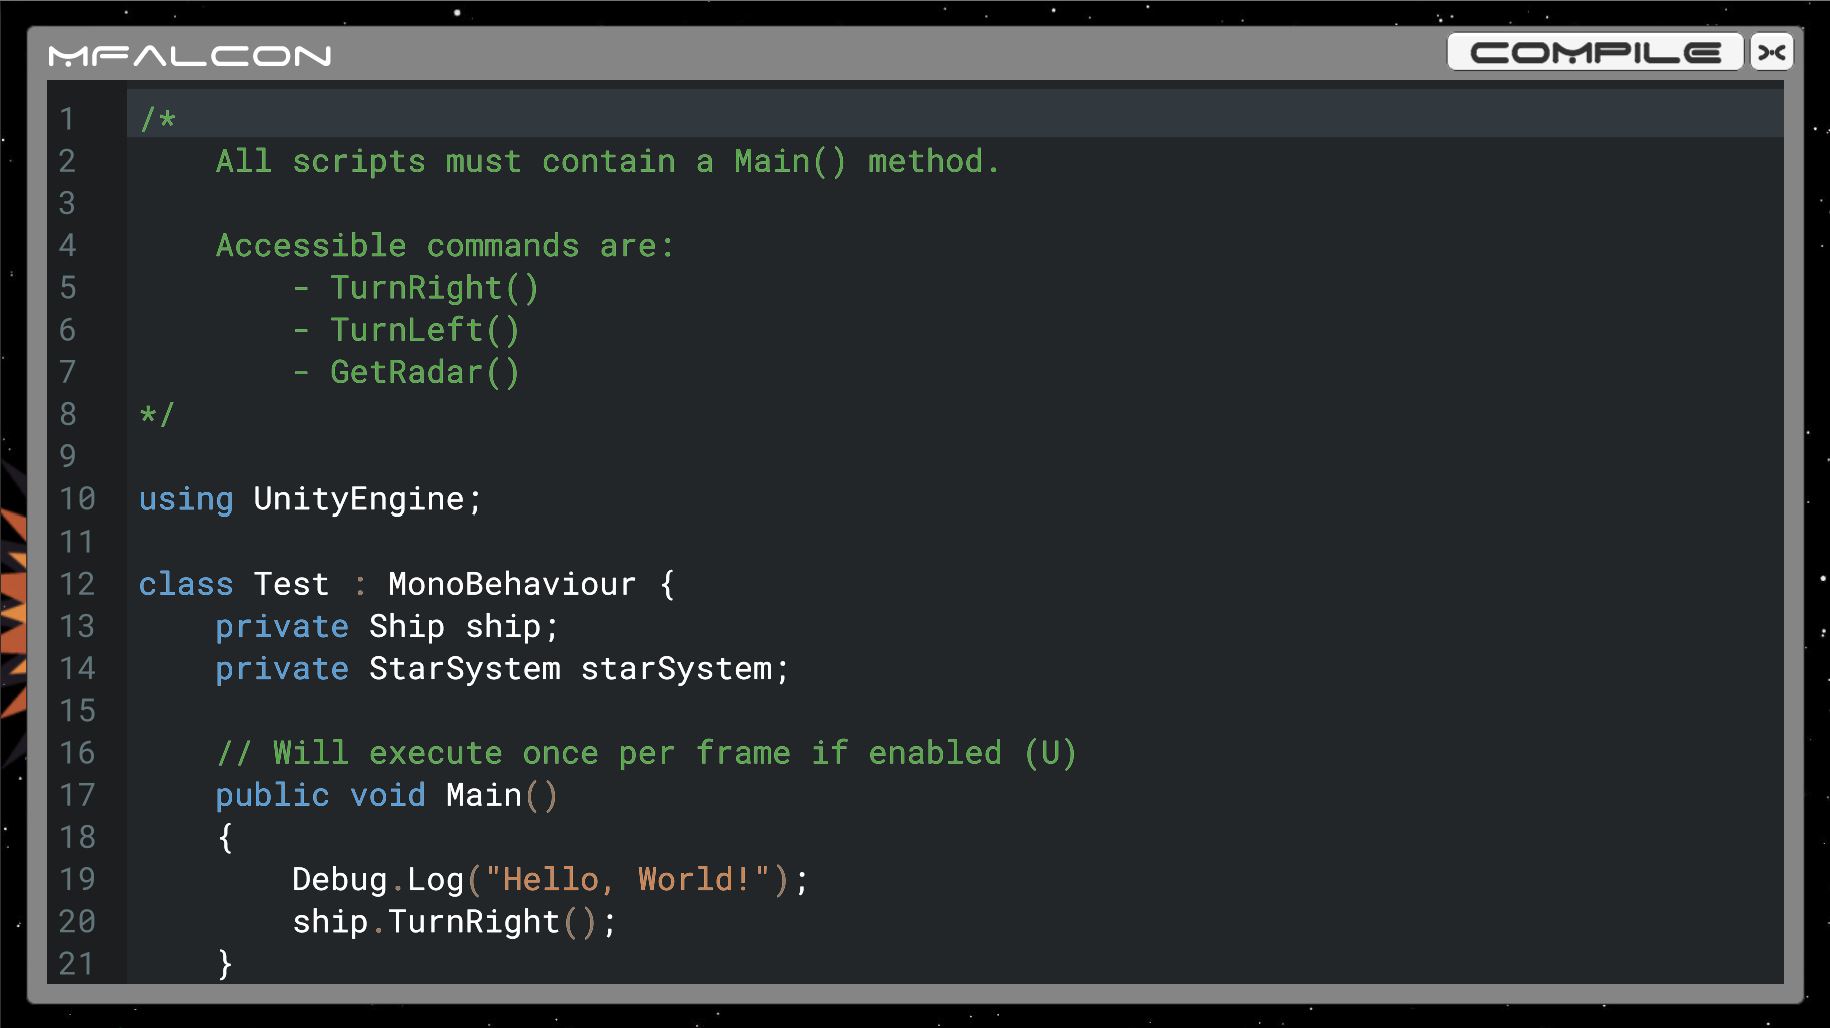 MFALCON
COMPILE
1 /*
2 All scripts must contain a Main() method.
3
4 Accessible commands are:
5 - TurnRight()
6 - TurnLeft()
7 - GetRadar()
8 */
9
10 using UnityEngine;
11
12 class Test : MonoBehaviour {
13 private Ship ship;
14 private StarSystem starSystem;
15
16 // Will execute once per frame if enabled (U)
17 public void Main()
18 {
19 Debug.Log("Hello, World!");
20 ship.TurnRight();
21 }